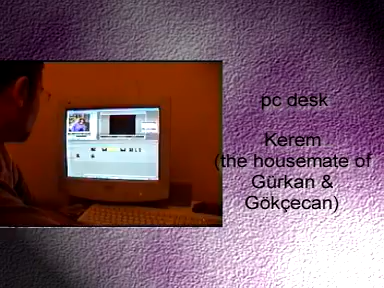 pc desk
Kerem
(the housemate of
Gürkan &
Gökçecan)